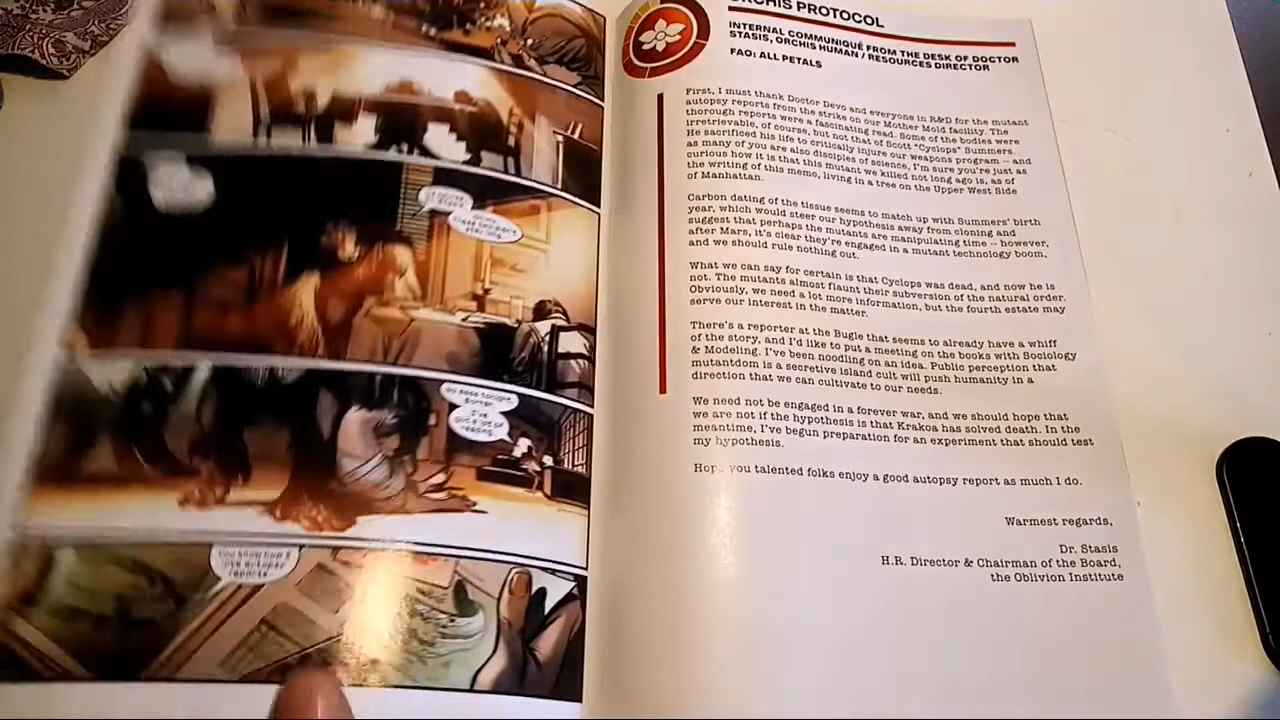 You know how I
love autopsy
reports.
ORCHIS PROTOCOL
INTERNAL COMMUNIQUÉ FROM THE DESK OF DOCTOR
STASIS, ORCHIS HUMAN / RESOURCES DIRECTOR
FAO: ALL PETALS
First, I must thank Doctor Devo and everyone in R&D for the mutant
autopsy reports from the strike on our Mother Mold facility. The
thorough reports were a fascinating read. Some of the bodies were
irretrievable, of course, but not that of Scott "Cyclops" Summers.
He sacrificed his life to critically injure our weapons program -- and
as many of you are also disciples of science, I'm sure you're just as
curious how it is that this mutant we killed not long ago is, as of
the writing of this memo, living in a tree on the Upper West Side
of Manhattan.
Carbon dating of the tissue seems to match up with Summers' birth
year, which would steer our hypothesis away from cloning and
suggest that perhaps the mutants are manipulating time -- however,
after Mars, it's clear they're engaged in a mutant technology boom,
and we should rule nothing out.
What we can say for certain is that Cyclops was dead, and now he is
not. The mutants almost flaunt their subversion of the natural order.
Obviously, we need a lot more information, but the fourth estate may
serve our interest in the matter.
There's a reporter at the Bugle that seems to already have a whiff
of the story, and I'd like to put a meeting on the books with Sociology
& Modeling. I've been noodling on an idea. Public perception that
mutantdom is a secretive island cult will push humanity in a
direction that we can cultivate to our needs.
We need not be engaged in a forever war, and we should hope that
we are not if the hypothesis is that Krakoa has solved death. In the
meantime, I've begun preparation for an experiment that should test
my hypothesis.
Hope you talented folks enjoy a good autopsy report as much I do.
Warmest regards,
Dr. Stasis
H.R. Director & Chairman of the Board,
the Oblivion Institute